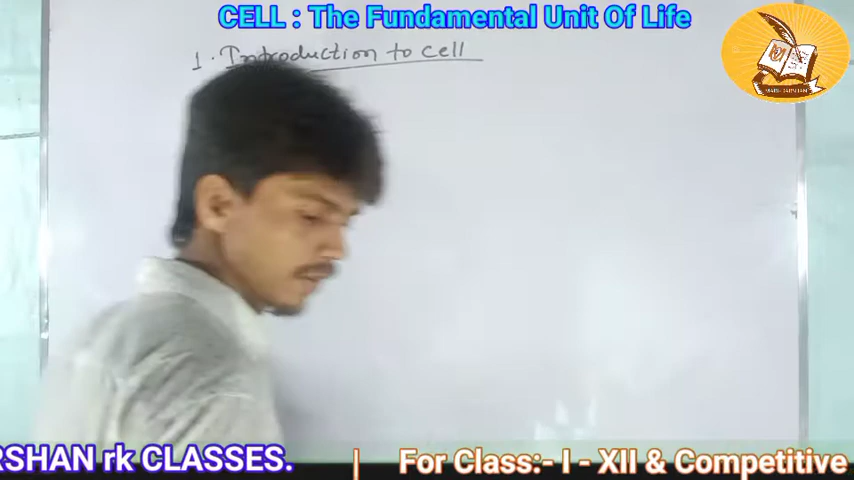 CELL : The Fundamental Unit Of Life
1. Introduction to cell
RSHAN rk CLASSES. | For Class:- I - XII & Competitive